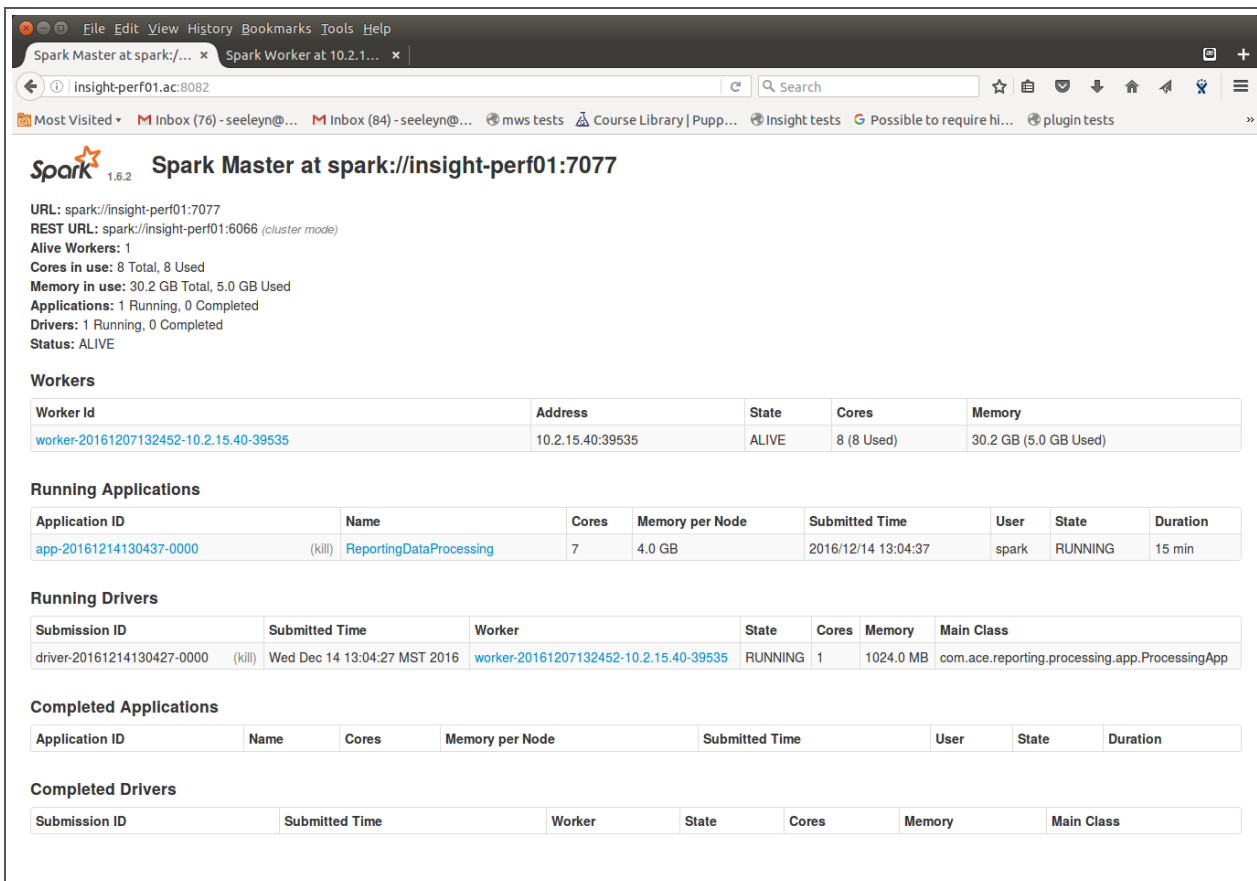 File Edit View History Bookmarks Tools Help
Spark Master at spark:/... × Spark Worker at 10.2.1... ×
insight-perf01.ac:8082 Search
Most Visited Inbox (76) - seeleyn@... Inbox (84) - seeleyn@... mws tests Course Library | Pupp... Insight tests Possible to require hi... plugin tests »
Spark 1.6.2 Spark Master at spark://insight-perf01:7077
URL: spark://insight-perf01:7077
REST URL: spark://insight-perf01:6066 (cluster mode)
Alive Workers: 1
Cores in use: 8 Total, 8 Used
Memory in use: 30.2 GB Total, 5.0 GB Used
Applications: 1 Running, 0 Completed
Drivers: 1 Running, 0 Completed
Status: ALIVE
Workers
Worker Id Address State Cores Memory
worker-20161207132452-10.2.15.40-39535 10.2.15.40:39535 ALIVE 8 (8 Used) 30.2 GB (5.0 GB Used)
Running Applications
Application ID Name Cores Memory per Node Submitted Time User State Duration
app-20161214130437-0000 (kill) ReportingDataProcessing 7 4.0 GB 2016/12/14 13:04:37 spark RUNNING 15 min
Running Drivers
Submission ID Submitted Time Worker State Cores Memory Main Class
driver-20161214130427-0000 (kill) Wed Dec 14 13:04:27 MST 2016 worker-20161207132452-10.2.15.40-39535 RUNNING 1 1024.0 MB com.ace.reporting.processing.app.ProcessingApp
Completed Applications
Application ID Name Cores Memory per Node Submitted Time User State Duration
Completed Drivers
Submission ID Submitted Time Worker State Cores Memory Main Class